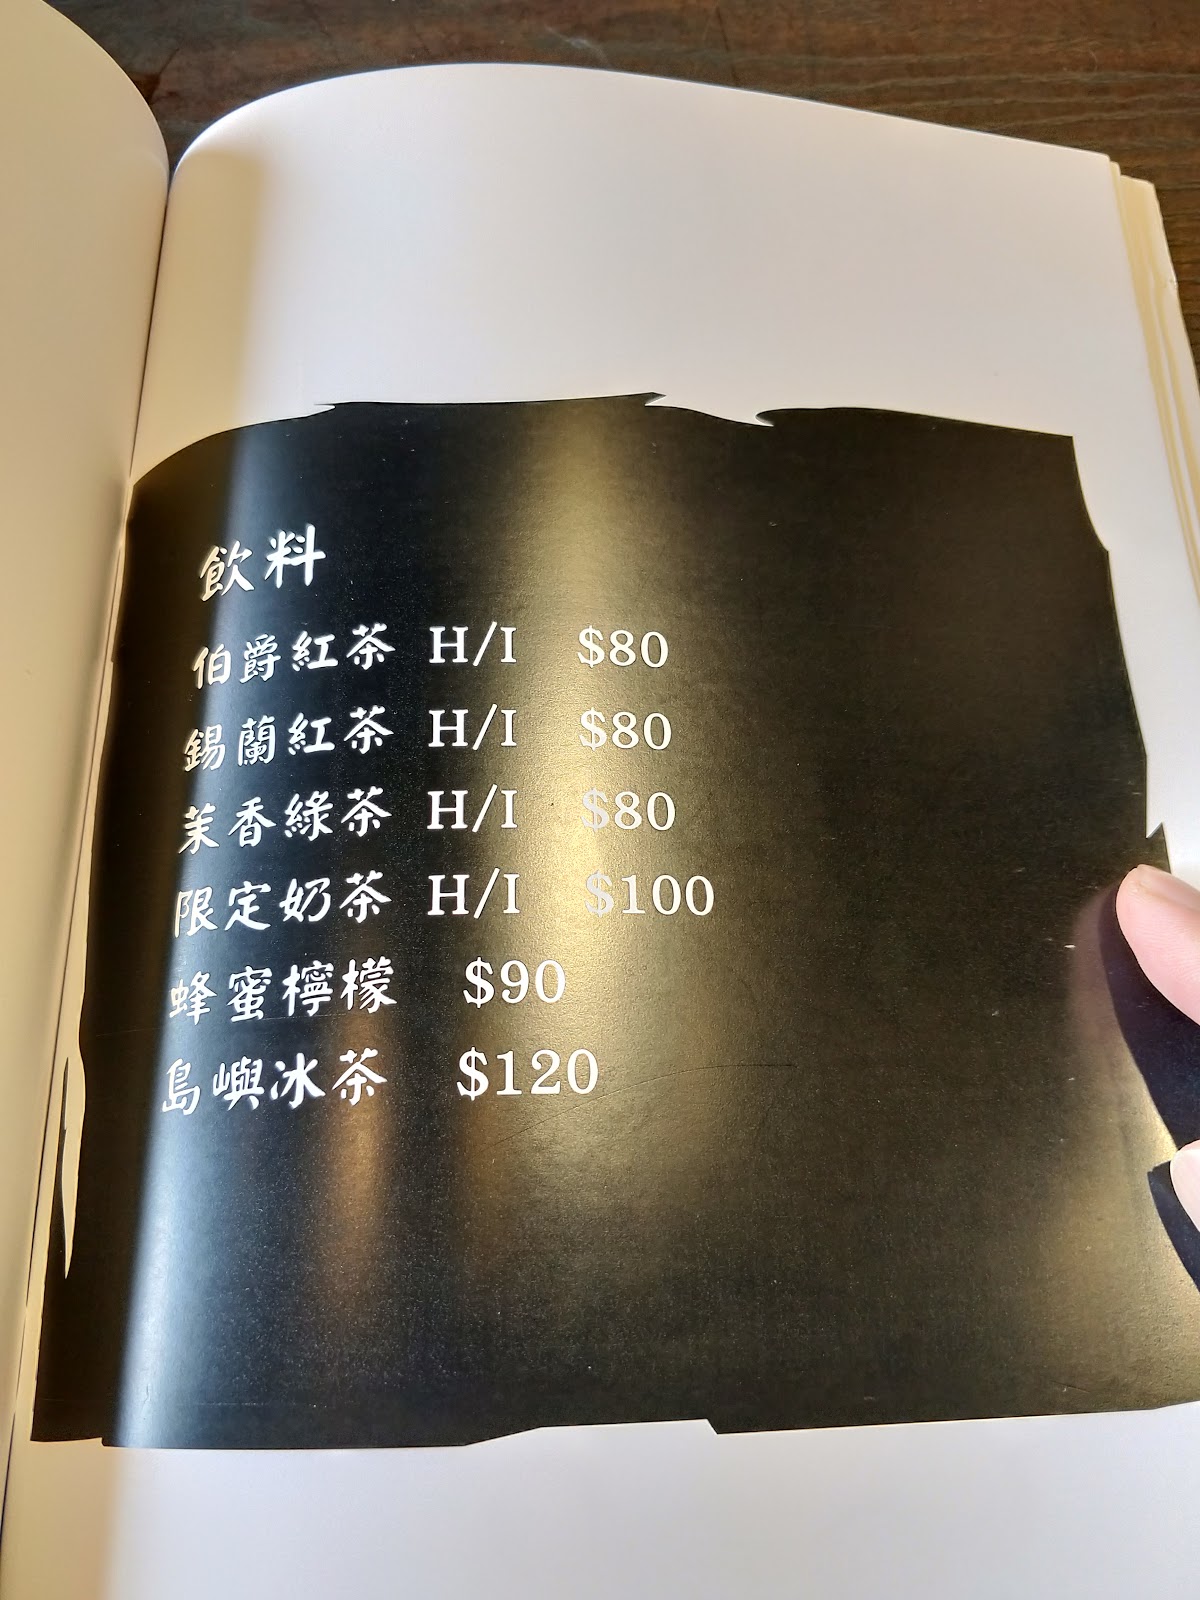 飲料
伯爵紅茶 H/I $80
錫蘭紅茶 H/I $80
茉香綠茶 H/I $80
限定奶茶 H/I $100
蜂蜜檸檬 $90
島嶼冰茶 $120